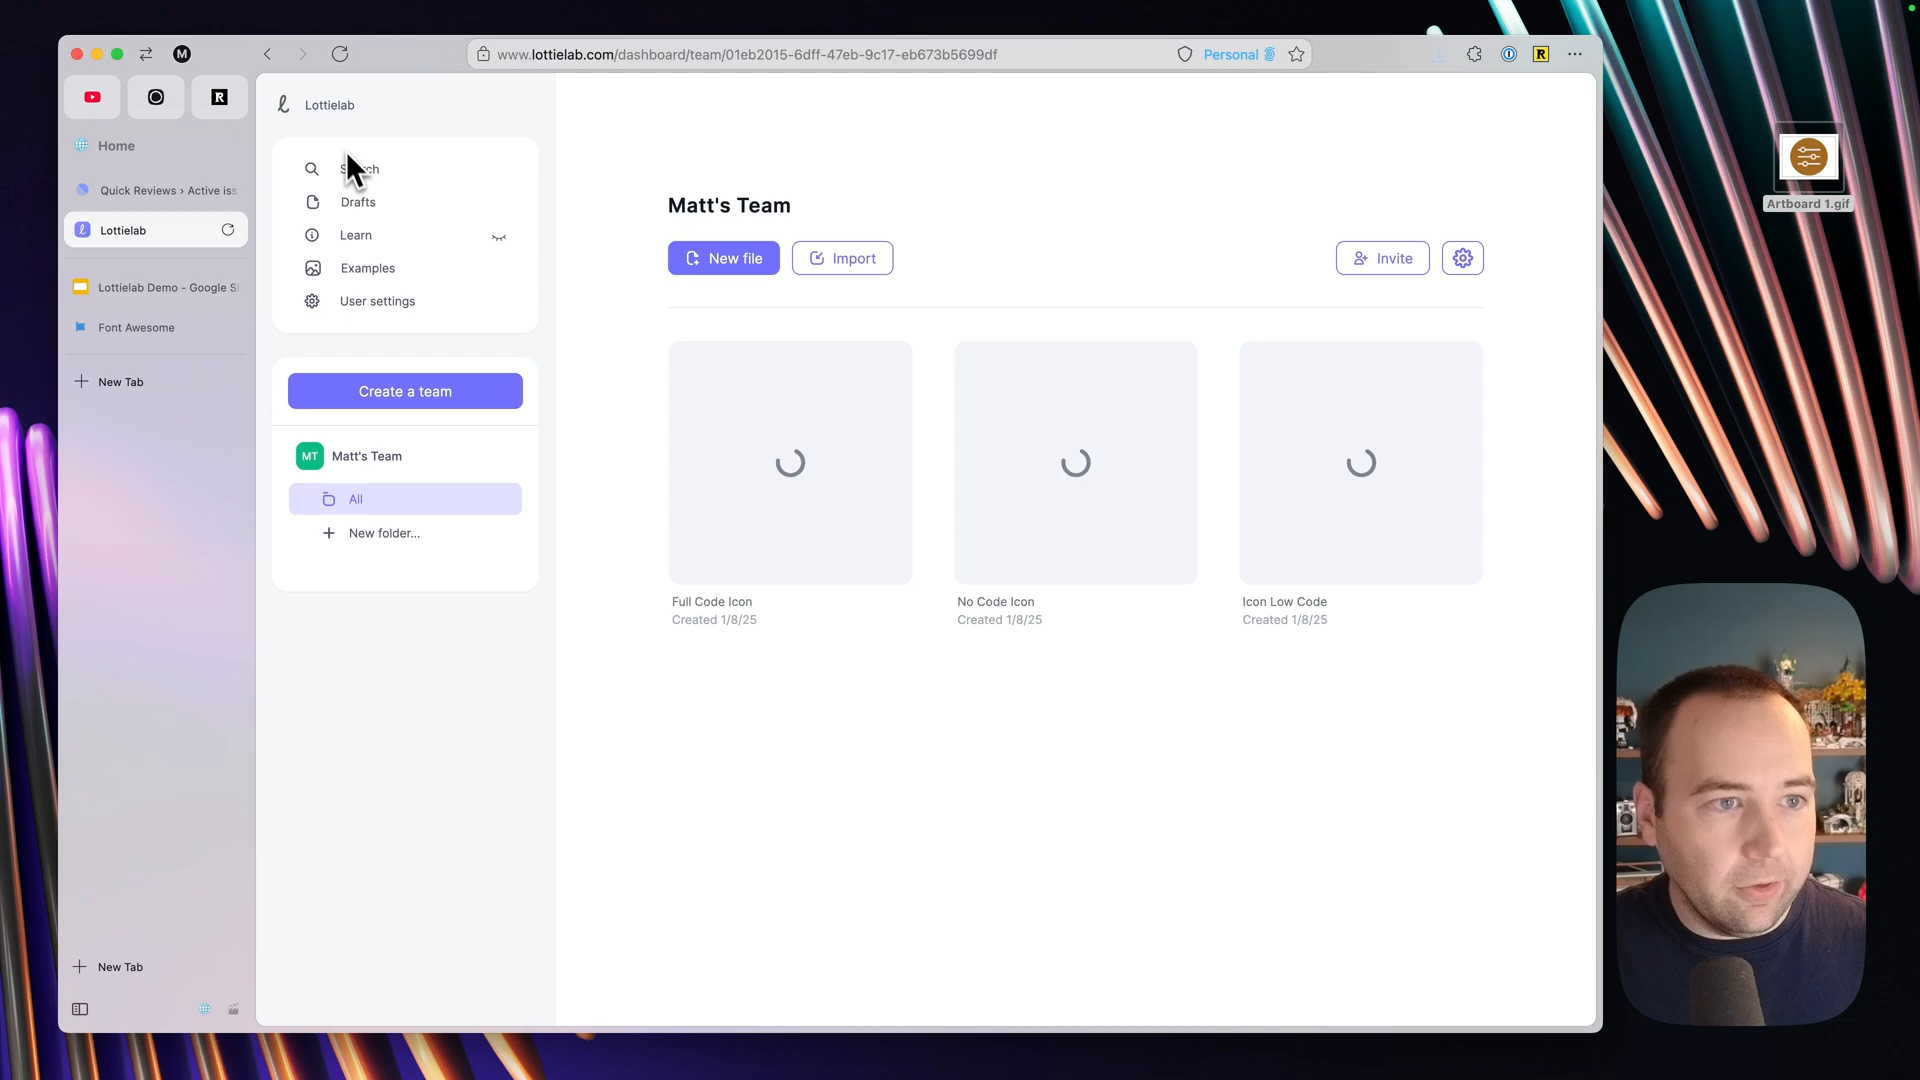 M
www.lottielab.com/dashboard/team/01eb2015-6dff-47eb-9c17-eb673b5699df
Personal
R
R
Home
Quick Reviews › Active iss
Lottielab
Lottielab Demo - Google S
Font Awesome
New Tab
New Tab
Lottielab
Drafts
Learn
Examples
User settings
Create a team
MT Matt's Team
All
New folder...
Matt's Team
New file
Import
Invite
Full Code Icon
Created 1/8/25
No Code Icon
Created 1/8/25
Icon Low Code
Created 1/8/25
Artboard 1.gif